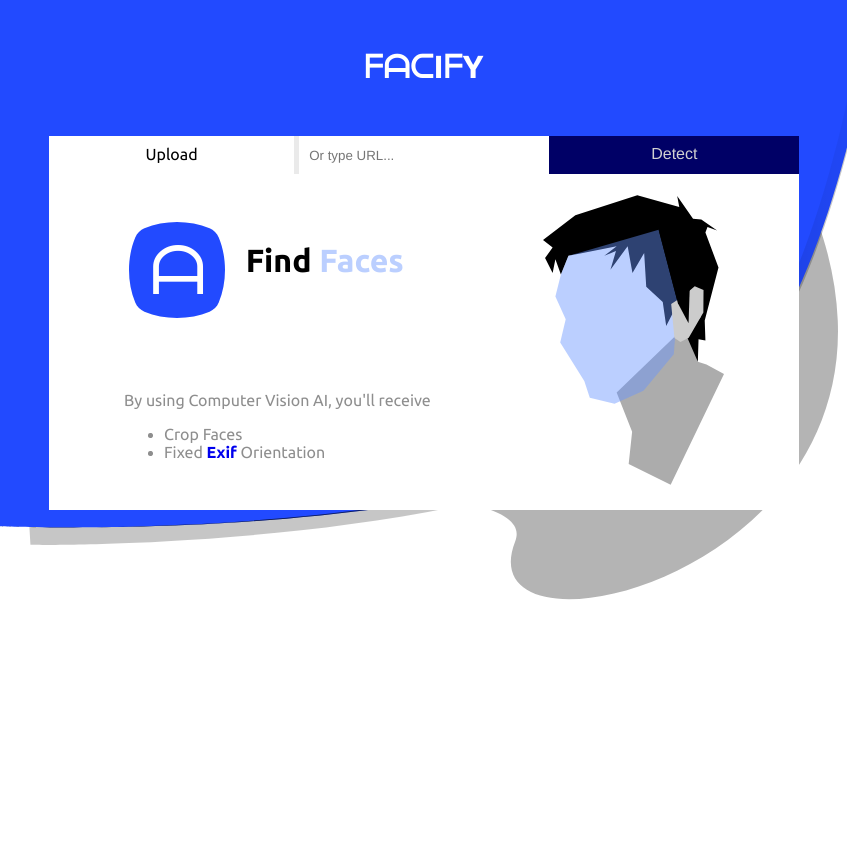 FACIFY
Upload
Or type URL...
Detect
Find Faces
By using Computer Vision AI, you'll receive
Crop Faces
Fixed Exif Orientation